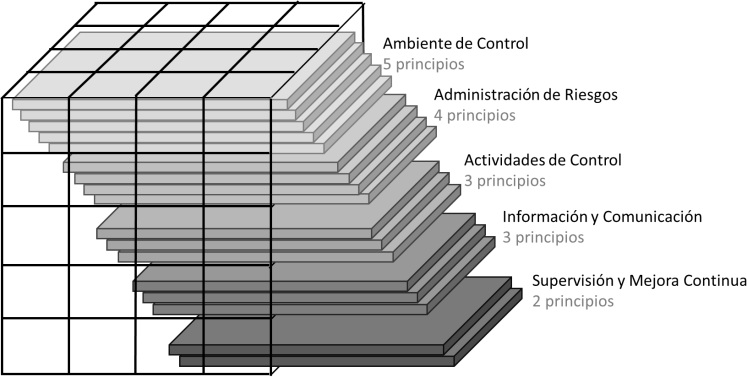 Ambiente de Control
5 principios
Administración de Riesgos
4 principios
Actividades de Control
3 principios
Información y Comunicación
3 principios
Supervisión y Mejora Continua
2 principios